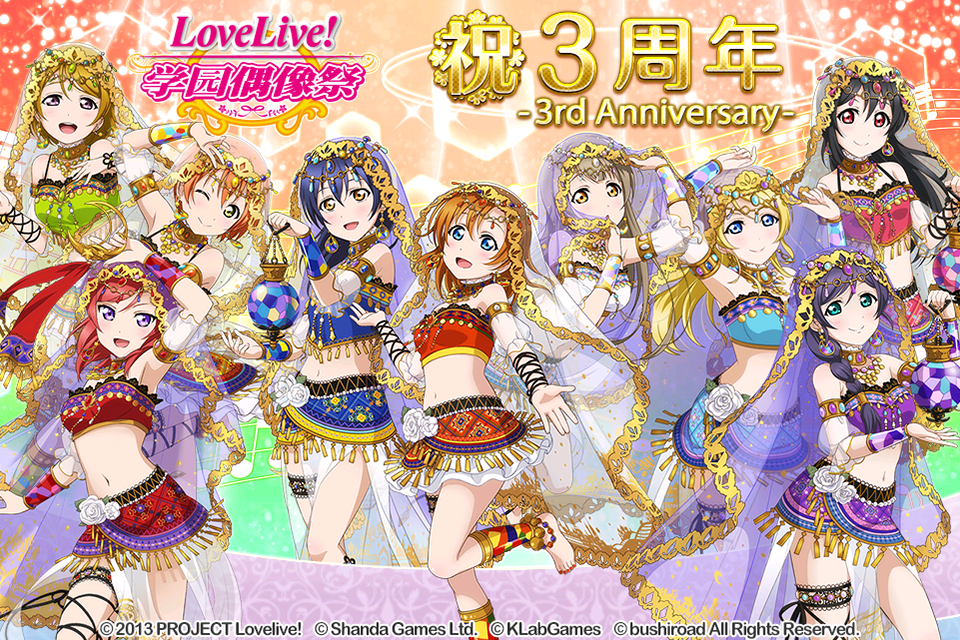 LoveLive!
学园偶像祭
祝3周年
-3rd Anniversary-
© 2013 PROJECT Lovelive! © Shanda Games Ltd. © KLabGames © bushiroad All Rights Reserved.